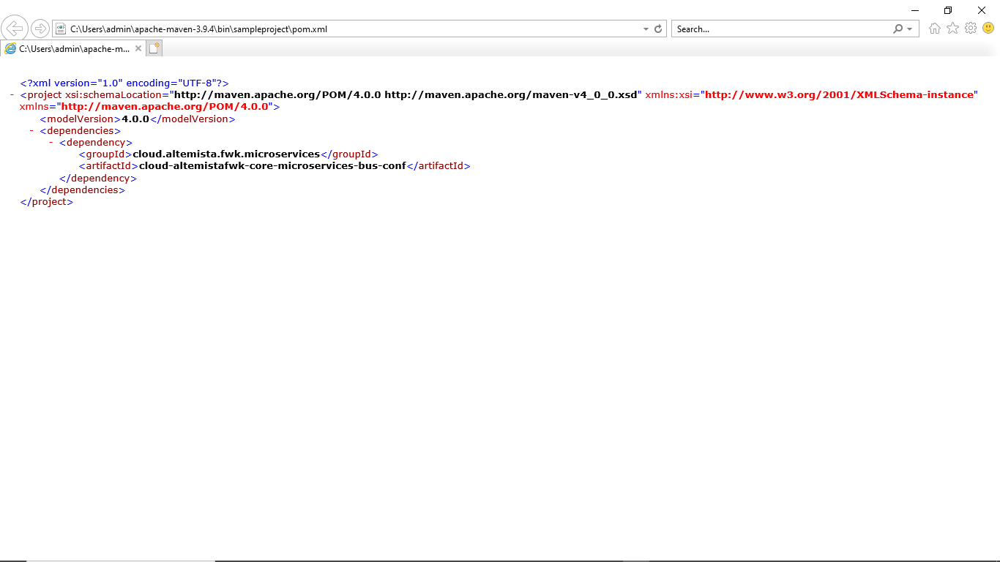 C:\Users\admin\apache-maven-3.9.4\bin\sampleproject\pom.xml
Search...
C:\Users\admin\apache-m...
<?xml version="1.0" encoding="UTF-8"?>
- <project xsi:schemaLocation="http://maven.apache.org/POM/4.0.0 http://maven.apache.org/maven-v4_0_0.xsd" xmlns:xsi="http://www.w3.org/2001/XMLSchema-instance"
xmlns="http://maven.apache.org/POM/4.0.0">
<modelVersion>4.0.0</modelVersion>
- <dependencies>
- <dependency>
<groupId>cloud.altemista.fwk.microservices</groupId>
<artifactId>cloud-altemistafwk-core-microservices-bus-conf</artifactId>
</dependency>
</dependencies>
</project>